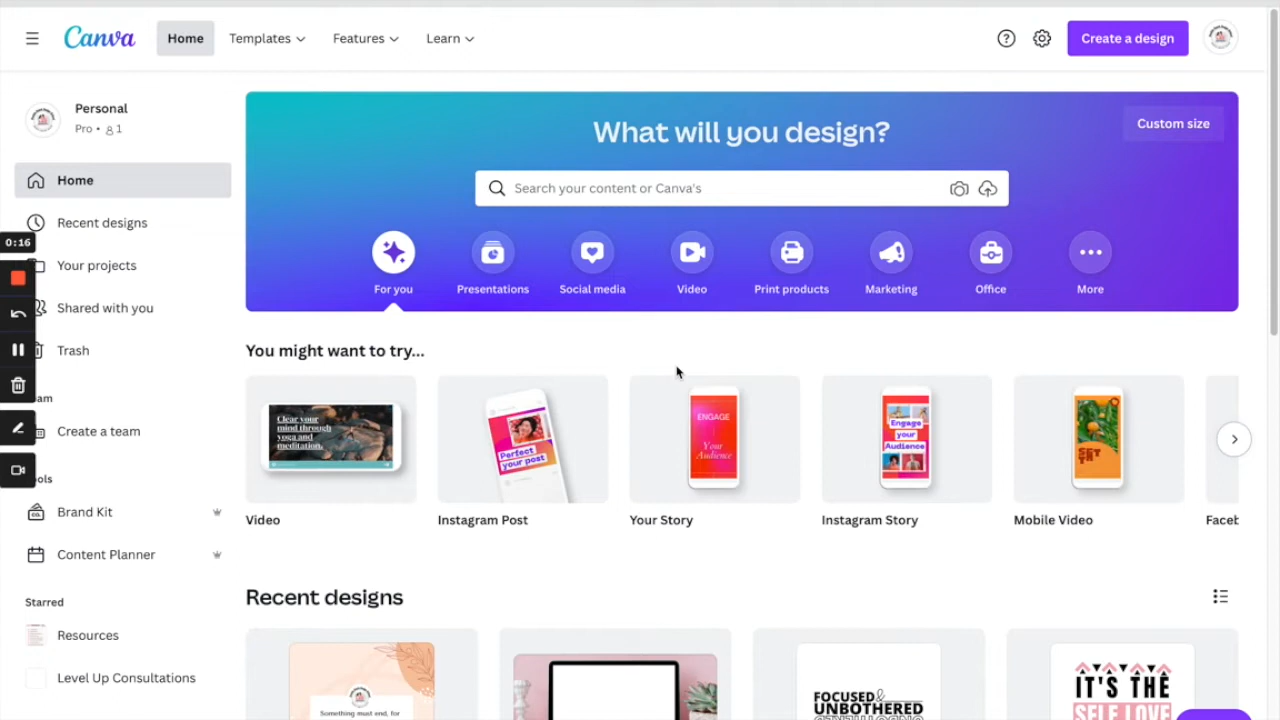 Canva
Home
Templates
Features
Learn
Create a design
Personal
Pro • 1
Home
Recent designs
0:16
Your projects
Shared with you
Trash
am
Create a team
ols
Brand Kit
Content Planner
Starred
Resources
Level Up Consultations
What will you design?
Custom size
Search your content or Canva's
For you
Presentations
Social media
Video
Print products
Marketing
Office
More
You might want to try...
Clear your
mind through
yoga and
meditation.
Perfect
your post
ENGAGE
Your
Audience
Engage
your
Audience
Video
Instagram Post
Your Story
Instagram Story
Mobile Video
Faceb
Recent designs
Something must end, for
FOCUSED &
UNBOTHERED
IT'S THE
SELF LOVE